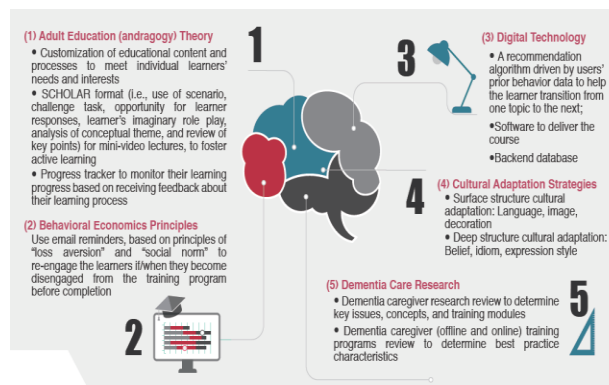 (1) Adult Education (andragogy) Theory
• Customization of educational content and
processes to meet individual learners'
needs and interests
• SCHOLAR format (i.e., use of scenario,
challenge task, opportunity for learner
responses, learner's imaginary role play,
analysis of conceptual theme, and review of
key points) for mini-video lectures, to foster
active learning
• Progress tracker to monitor their learning
progress based on receiving feedback about
their learning process
(2) Behavioral Economics Principles
Use email reminders, based on principles of
"loss aversion" and "social norm" to
re-engage the learners if/when they become
disengaged from the training program
before completion
1
2
3
(3) Digital Technology
• A recommendation
algorithm driven by users'
prior behavior data to help
the learner transition from
one topic to the next;
•Software to deliver the
course
•Backend database
4
(4) Cultural Adaptation Strategies
• Surface structure cultural
adaptation: Language, image,
decoration
• Deep structure cultural adaptation:
Belief, idiom, expression style
(5) Dementia Care Research
• Dementia caregiver research review to determine
key issues, concepts, and training modules
• Dementia caregiver (offline and online) training
programs review to determine best practice
characteristics
5